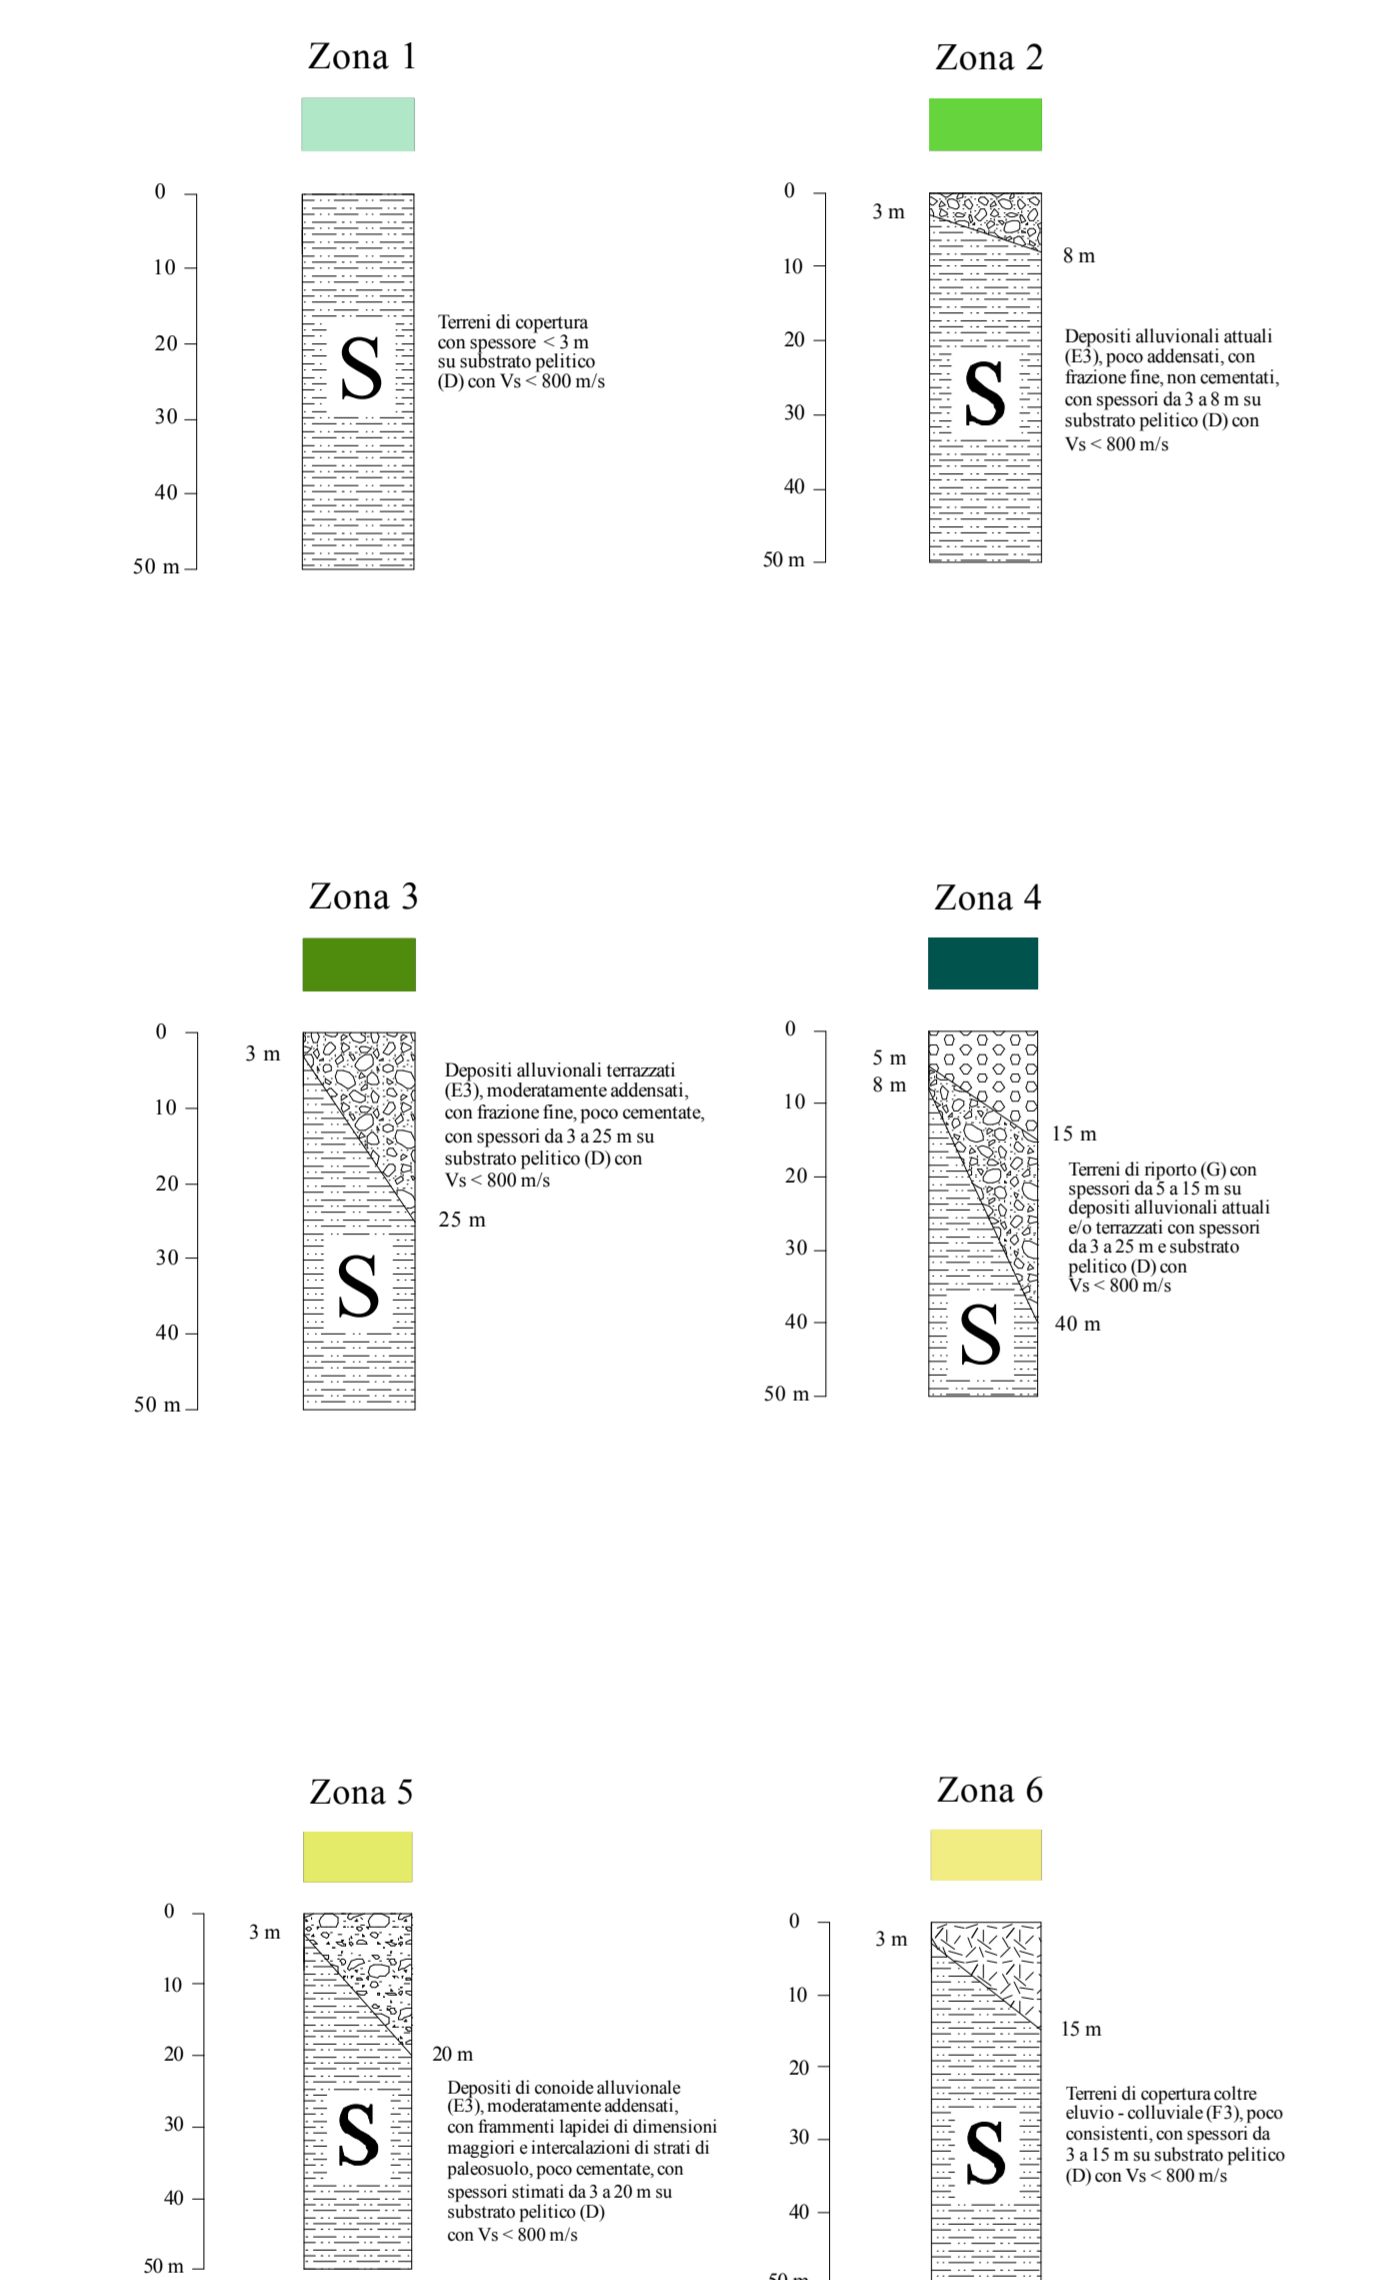 Zona 1
0
10
20
30
40
50 m
S
Terreni di copertura
con spessore < 3 m
su substrato pelitico
(D) con Vs < 800 m/s
Zona 2
0
3 m
8 m
10
20
30
40
50 m
S
Depositi alluvionali attuali
(E3), poco addensati, con
frazione fine, non cementati,
con spessori da 3 a 8 m su
substrato pelitico (D) con
Vs < 800 m/s
Zona 3
0
3 m
10
20
30
40
50 m
S
Depositi alluvionali terrazzati
(E3), moderatamente addensati,
con frazione fine, poco cementate,
con spessori da 3 a 25 m su
substrato pelitico (D) con
Vs < 800 m/s
25 m
Zona 4
0
5 m
8 m
10
20
30
40
50 m
S
15 m
Terreni di riporto (G) con
spessori da 5 a 15 m su
depositi alluvionali attuali
e/o terrazzati con spessori
da 3 a 25 m e substrato
pelitico (D) con
Vs < 800 m/s
40 m
Zona 5
0
3 m
10
20
30
40
50 m
S
20 m
Depositi di conoide alluvionale
(E3), moderatamente addensati,
con frammenti lapidei di dimensioni
maggiori e intercalazioni di strati di
paleosuolo, poco cementate, con
spessori stimati da 3 a 20 m su
substrato pelitico (D)
con Vs < 800 m/s
Zona 6
0
3 m
10
20
30
40
50 m
S
15 m
Terreni di copertura coltre
eluvio - colluviale (F3), poco
consistenti, con spessori da
3 a 15 m su substrato pelitico
(D) con Vs < 800 m/s